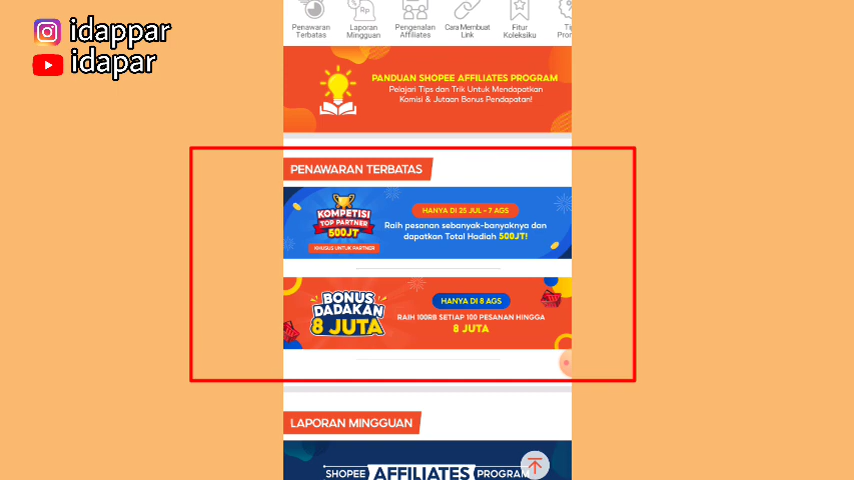 idappar
idapar
Rp
Penawaran
Terbatas
Laporan
Mingguan
Pengenalan
Affiliates
Cara Membuat
Link
Fitur
Koleksiku
PANDUAN SHOPEE AFFILIATES PROGRAM
Pelajari Tips dan Trik Untuk Mendapatkan
Komisi & Jutaan Bonus Pendapatan!
PENAWARAN TERBATAS
KOMPETISI
TOP PARTNER
500JT
KHUSUS UNTUK PARTNER
HANYA DI 25 JUL - 7 AGS
Raih pesanan sebanyak-banyaknya dan
dapatkan Total Hadiah 500JT!
BONUS
DADAKAN
8 JUTA
HANYA DI 8 AGS
RAIH 100RB SETIAP 100 PESANAN HINGGA
8 JUTA
LAPORAN MINGGUAN
SHOPEE AFFILIATES PROGRAM